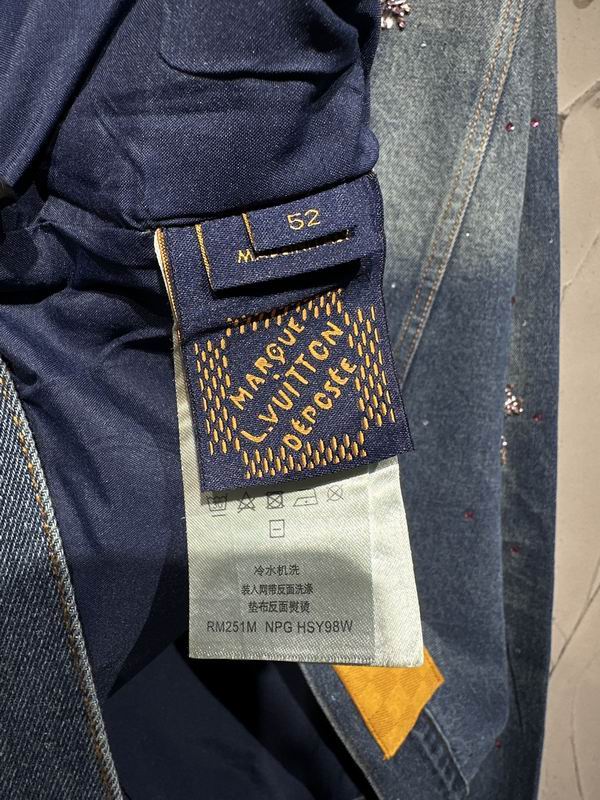 52
MARQUE
L.VUITTON
DÉPOSÉE
冷水机洗
装入网带反面洗涤
垫布反面熨烫
RM251M NPG HSY98W